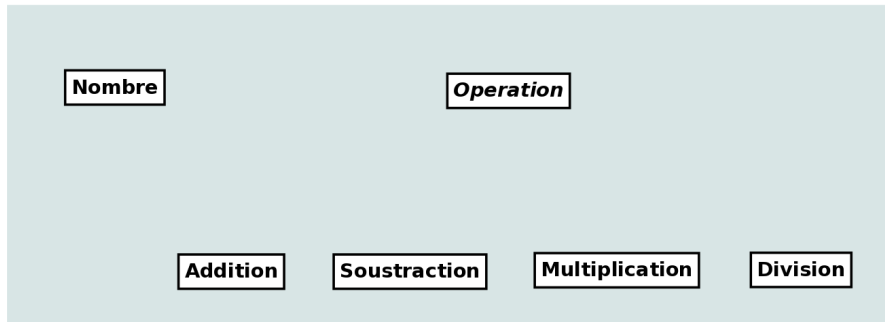 Nombre
Operation
Addition
Soustraction
Multiplication
Division